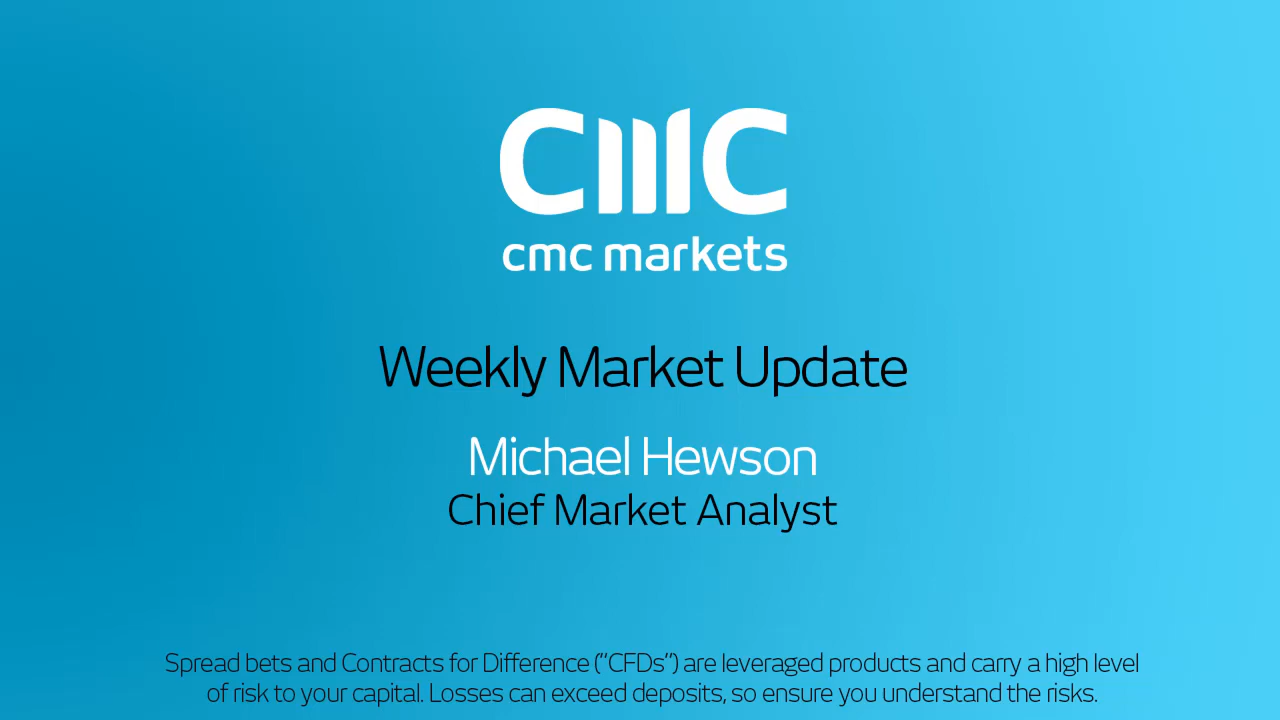 CMC
cmc markets
Weekly Market Update
Michael Hewson
Chief Market Analyst
Spread bets and Contracts for Difference ("CFDs") are leveraged products and carry a high level
of risk to your capital. Losses can exceed deposits, so ensure you understand the risks.